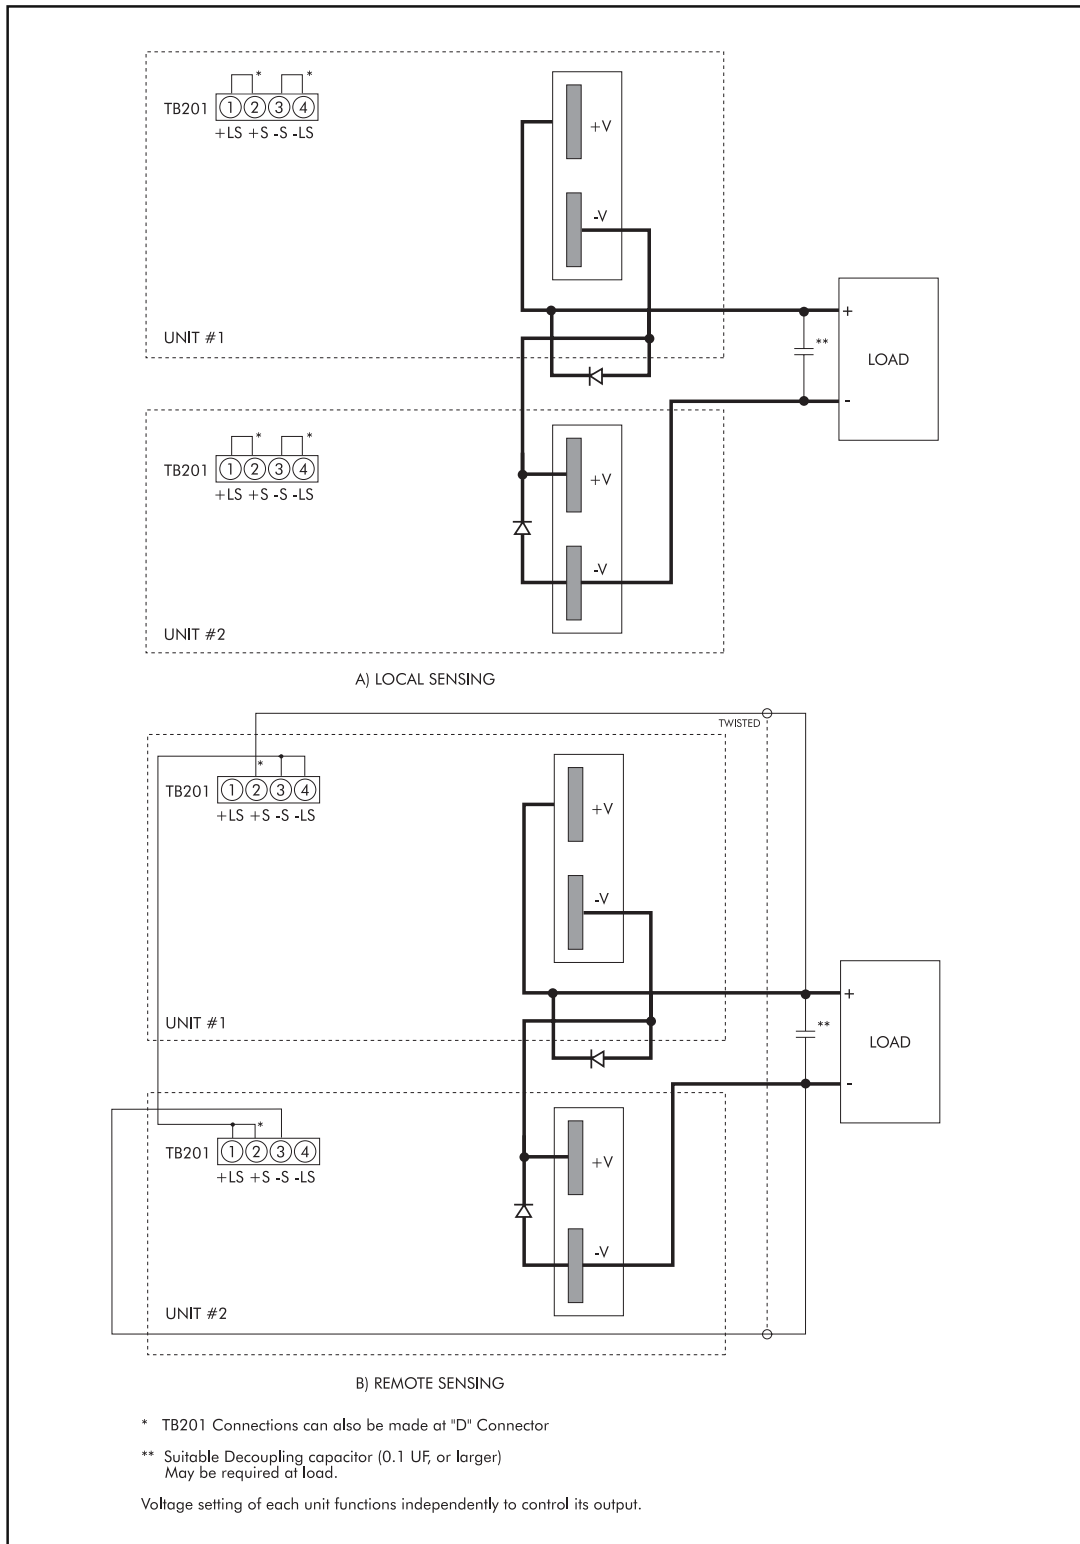 TB201 1 2 3 4
* *
+LS +S -S -LS
+V
-V
UNIT #1
+
**
LOAD
-
TB201 1 2 3 4
* *
+LS +S -S -LS
+V
-V
UNIT #2
A) LOCAL SENSING
TWISTED
*
TB201 1 2 3 4
+LS +S -S -LS
+V
-V
UNIT #1
+
**
LOAD
-
*
TB201 1 2 3 4
+LS +S -S -LS
+V
-V
UNIT #2
B) REMOTE SENSING
* TB201 Connections can also be made at "D" Connector
** Suitable Decoupling capacitor (0.1 UF, or larger)
May be required at load.
Voltage setting of each unit functions independently to control its output.